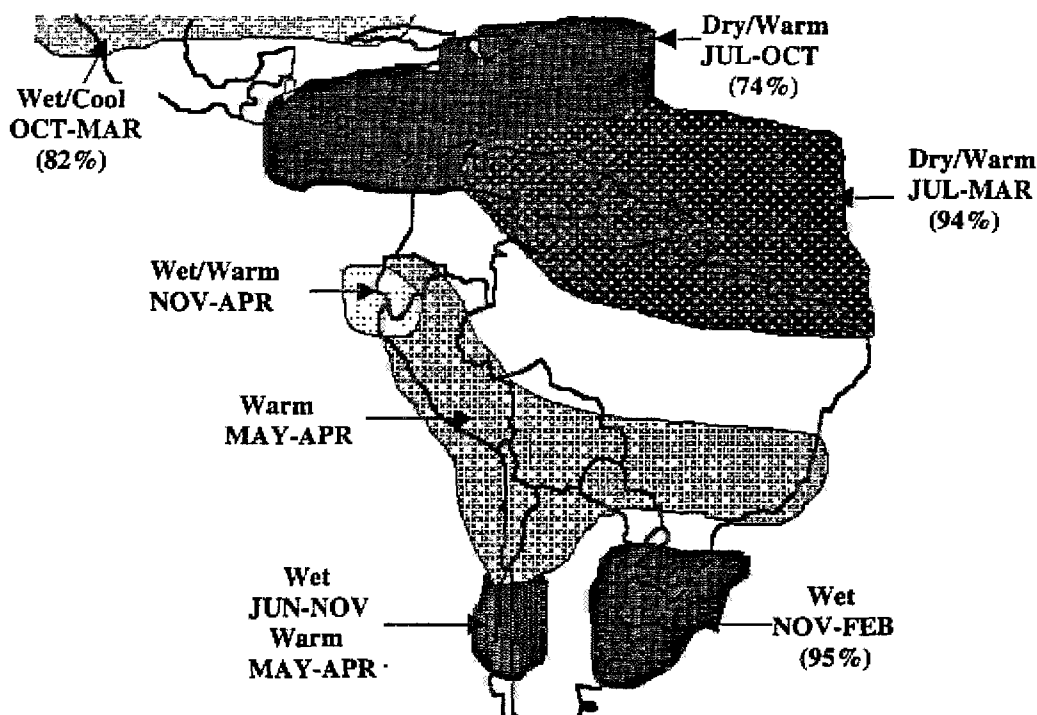 Dry/Warm
JUL-OCT
(74%)
Wet/Cool
OCT-MAR
(82%)
Dry/Warm
JUL-MAR
(94%)
Wet/Warm
NOV-APR
Warm
MAY-APR
Wet
JUN-NOV
Warm
MAY-APR
Wet
NOV-FEB
(95%)